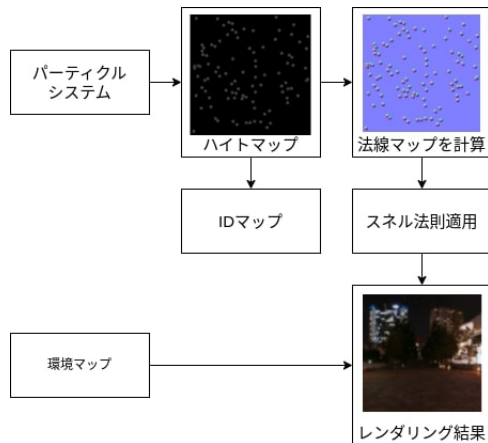 パーティクル
システム
ハイトマップ
法線マップを計算
IDマップ
スネル法則適用
環境マップ
レンダリング結果